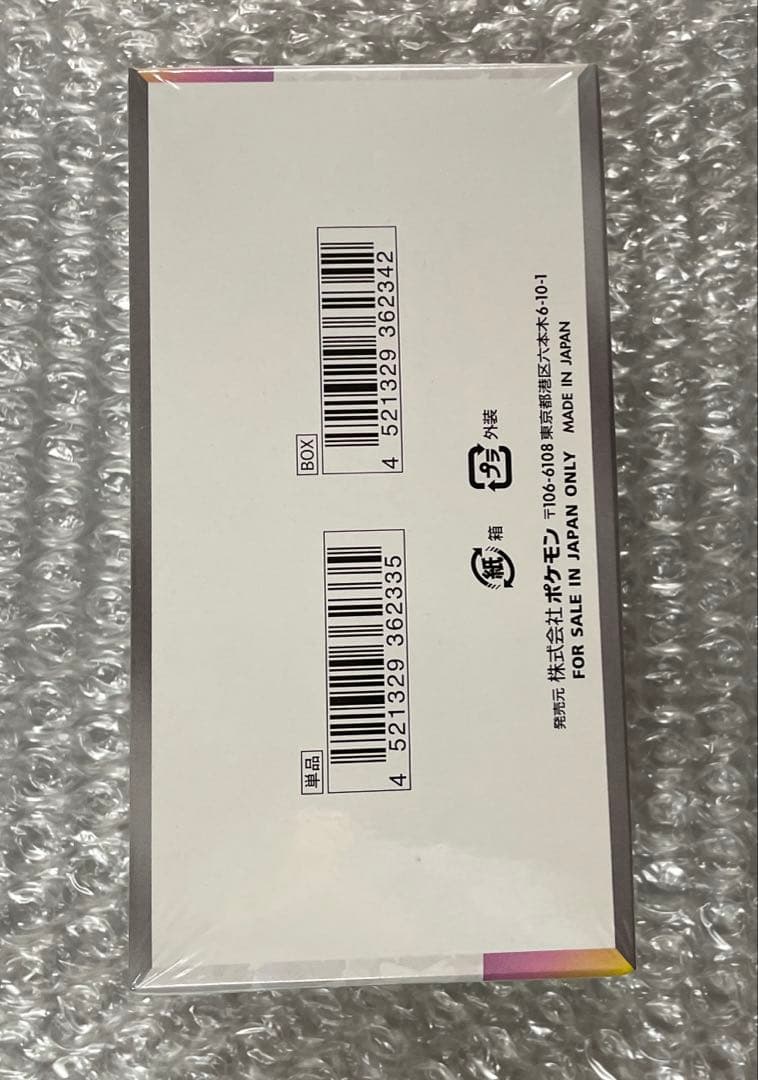 単品
4 521329 362335
BOX
4 521329 362342
紙 箱
プラ 外装
発売元 株式会社ポケモン 〒106-6108 東京都港区六本木6-10-1
FOR SALE IN JAPAN ONLY MADE IN JAPAN